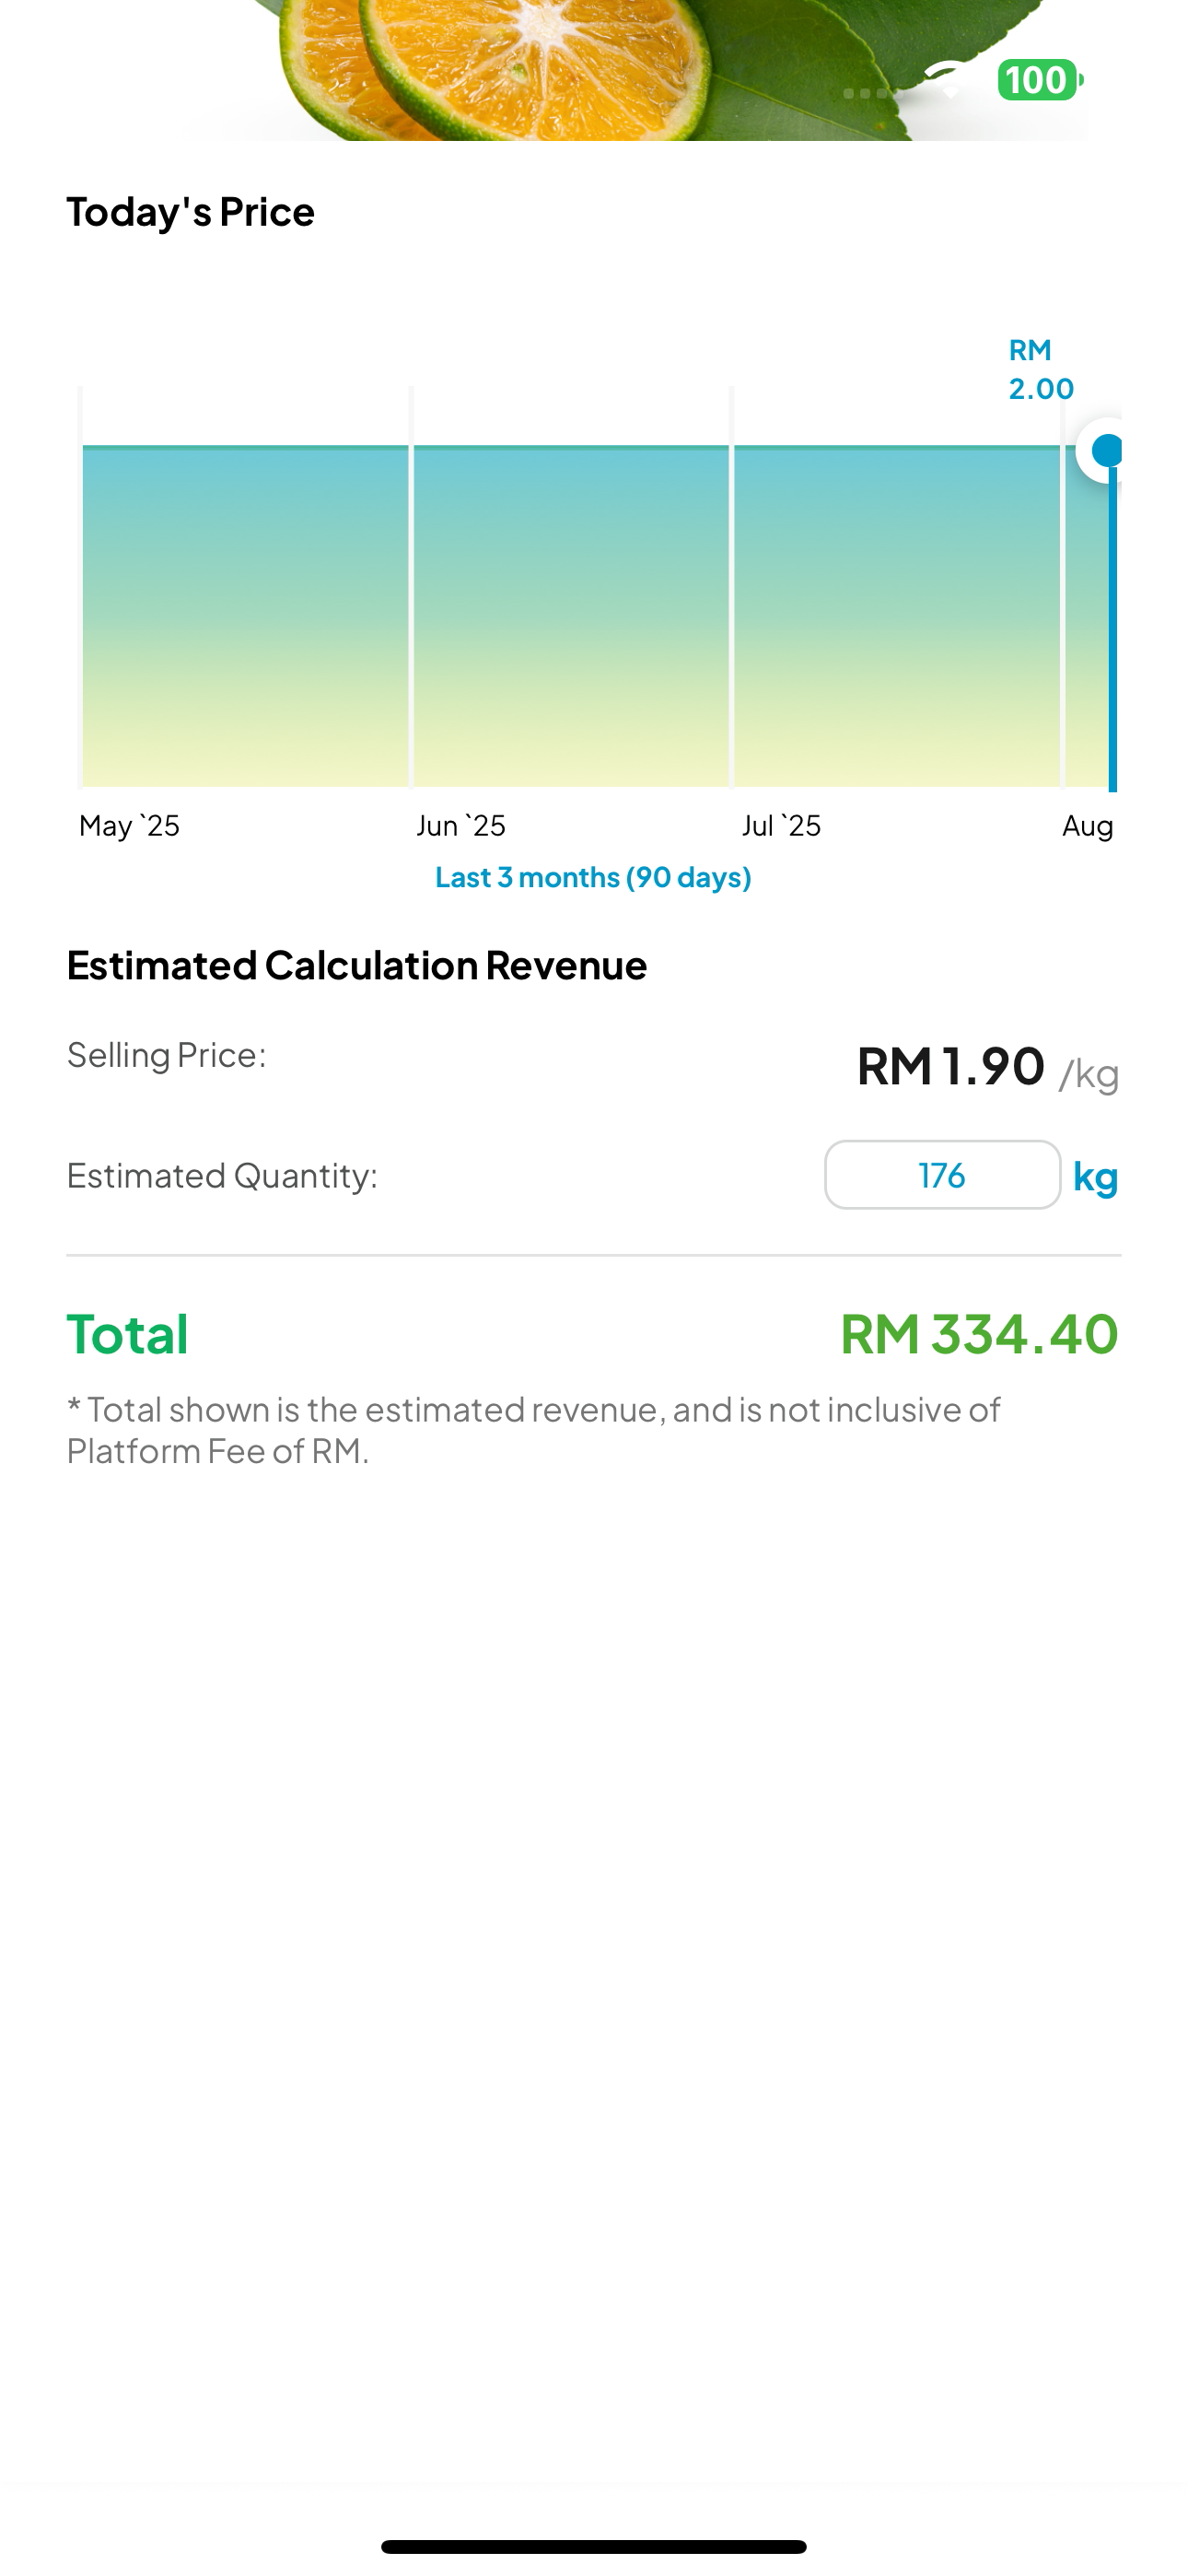 100
Today's Price
RM
2.00
May `25 Jun `25 Jul `25 Aug
Last 3 months (90 days)
Estimated Calculation Revenue
Selling Price: RM 1.90 /kg
Estimated Quantity: 176 kg
Total RM 334.40
* Total shown is the estimated revenue, and is not inclusive of
Platform Fee of RM.